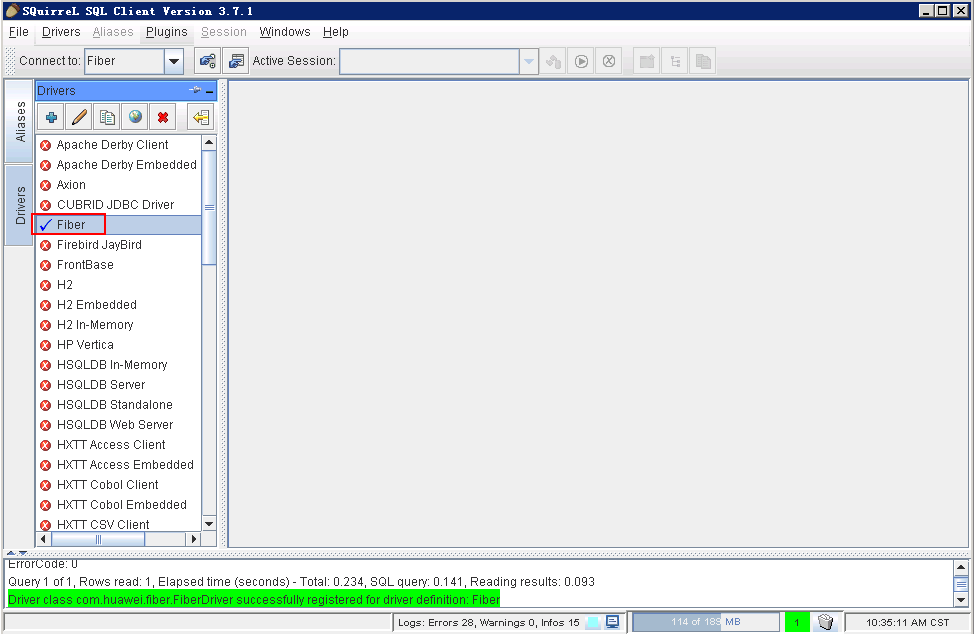 SQuirreL SQL Client Version 3.7.1
File Drivers Aliases Plugins Session Windows Help
Connect to: Fiber Active Session:
Drivers
Aliases
Drivers
Apache Derby Client
Apache Derby Embedded
Axion
CUBRID JDBC Driver
Fiber
Firebird JayBird
FrontBase
H2
H2 Embedded
H2 In-Memory
HP Vertica
HSQLDB In-Memory
HSQLDB Server
HSQLDB Standalone
HSQLDB Web Server
HXTT Access Client
HXTT Access Embedded
HXTT Cobol Client
HXTT Cobol Embedded
HXTT CSV Client
ErrorCode: 0
Query 1 of 1, Rows read: 1, Elapsed time (seconds) - Total: 0.234, SQL query: 0.141, Reading results: 0.093
Driver class com.huawei.fiber.FiberDriver successfully registered for driver definition: Fiber
Logs: Errors 28, Warnings 0, Infos 15 114 of 189 MB 1 10:35:11 AM CST